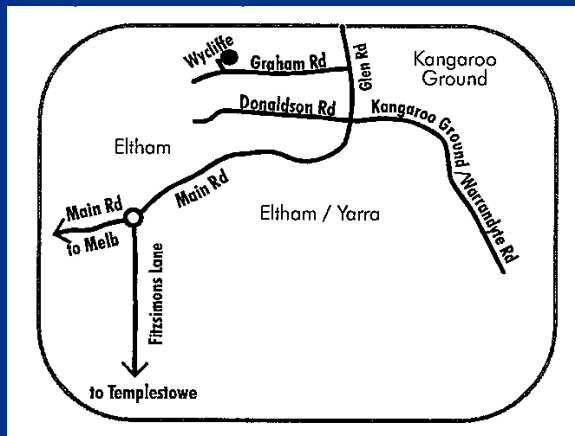 Wycliffe
Graham Rd
Glen Rd
Kangaroo
Ground
Donaldson Rd
Kangaroo Ground/Warrandyte Rd
Eltham
Main Rd
Main Rd
to Melb
Eltham / Yarra
Fitzsimons Lane
to Templestowe